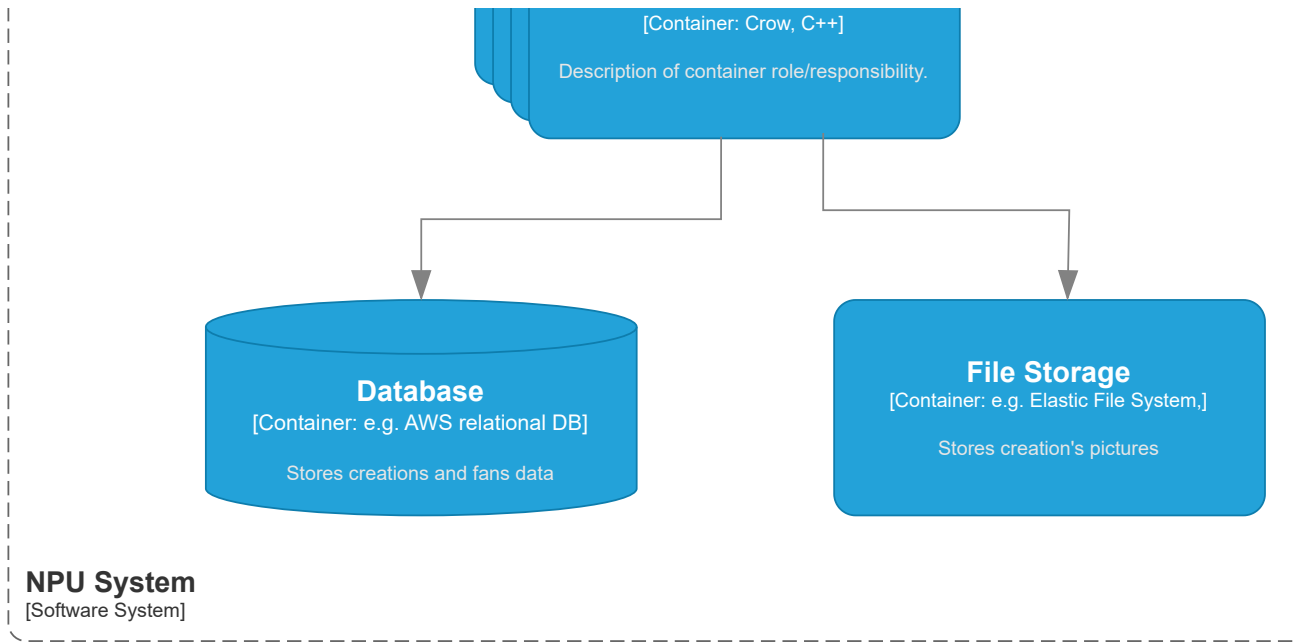 [Container: Crow, C++]
Description of container role/responsibility.
Database
[Container: e.g. AWS relational DB]
Stores creations and fans data
File Storage
[Container: e.g. Elastic File System,]
Stores creation's pictures
NPU System
[Software System]